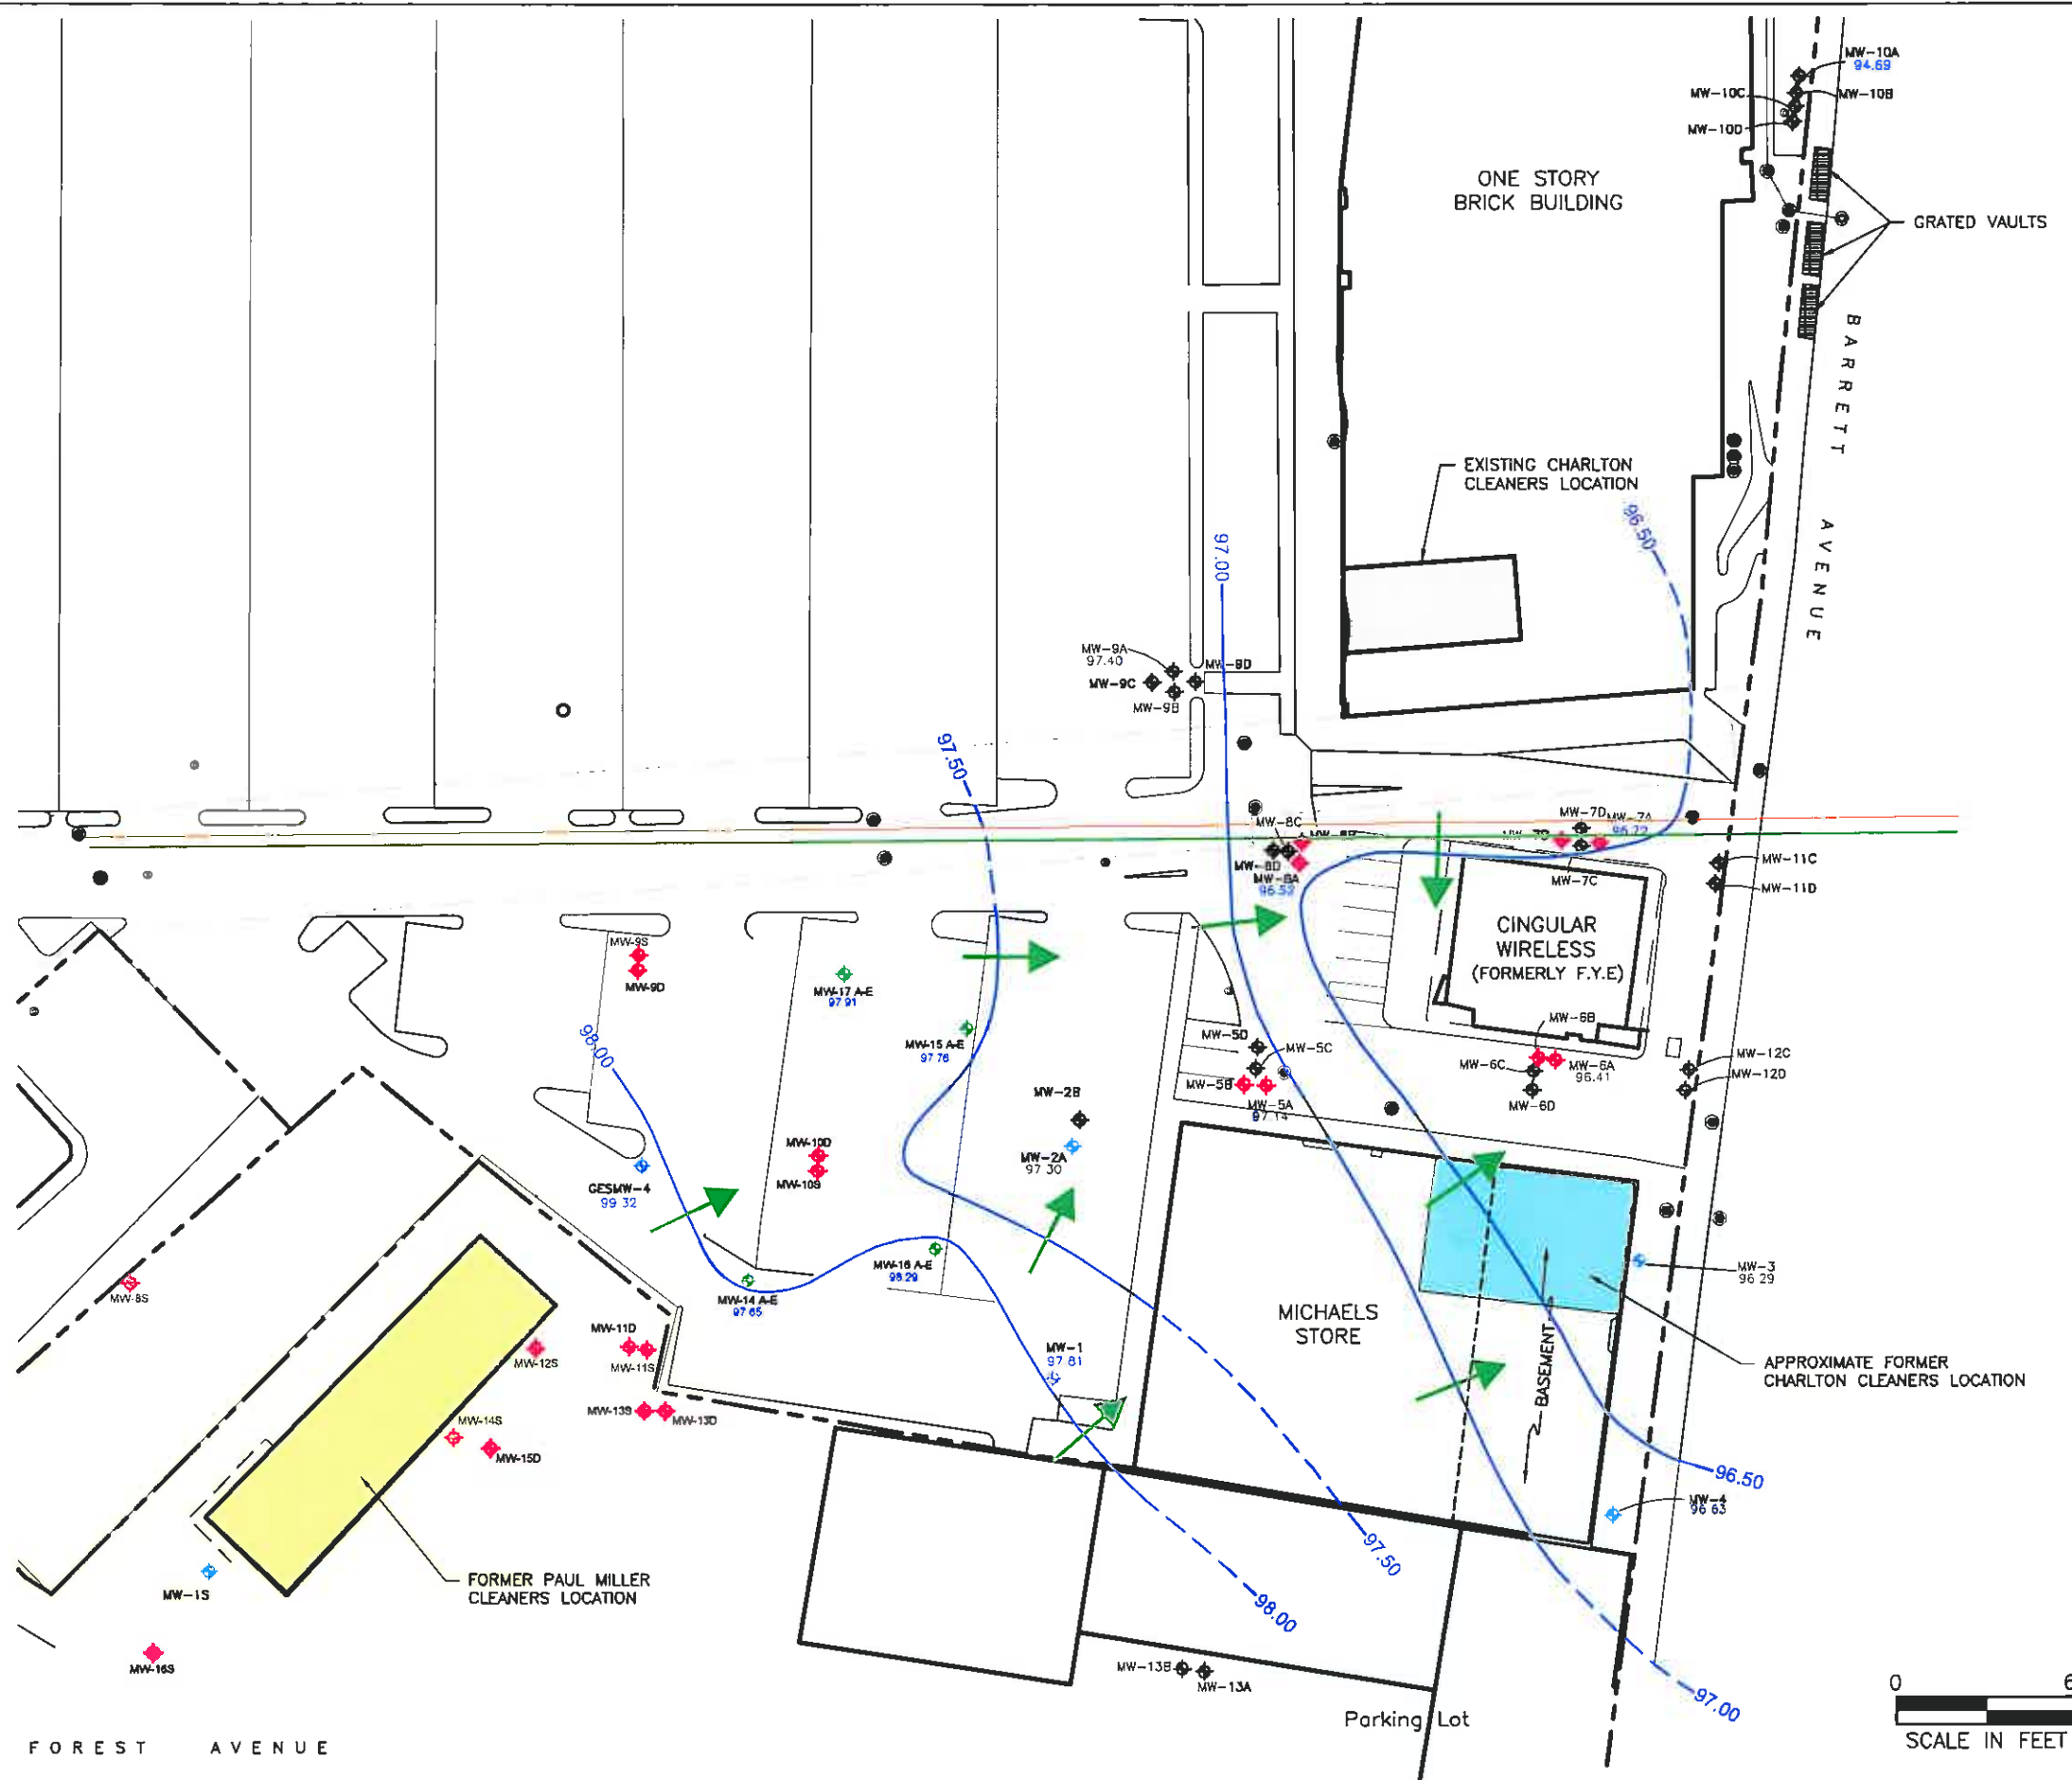 MW-10A
94.69
MW-10C
MW-10B
MW-10D
ONE STORY
BRICK BUILDING
GRATED VAULTS
BARRETT AVENUE
EXISTING CHARLTON
CLEANERS LOCATION
96.50
97.00
MW-9A
97.40
MW-9D
MW-9C
MW-9B
97.50
MW-8C
MW-8D
MW-8A
96.52
MW-7D
MW-7A
MW-7C
MW-11C
MW-11D
CINGULAR
WIRELESS
(FORMERLY F.Y.E)
MW-9S
MW-9D
MW-17 A-E
97 91
MW-15 A-E
97 76
98.00
MW-5D
MW-5C
MW-5B
MW-5A
97.14
MW-6B
MW-6C
MW-6A
96.41
MW-6D
MW-12C
MW-12D
MW-2B
MW-2A
97 30
MW-10D
MW-10S
GESMW-4
99 32
MW-16 A-E
98.29
MW-14 A-E
97 65
MW-3
96 29
MICHAELS
STORE
BASEMENT
APPROXIMATE FORMER
CHARLTON CLEANERS LOCATION
MW-8S
MW-11D
MW-11S
MW-12S
MW-1
97.81
MW-13S
MW-13D
MW-14S
MW-15D
96.50
MW-4
96 63
97.50
98.00
97.00
FORMER PAUL MILLER
CLEANERS LOCATION
MW-1S
MW-16S
MW-13B
MW-13A
Parking Lot
FOREST AVENUE
0 6
SCALE IN FEET